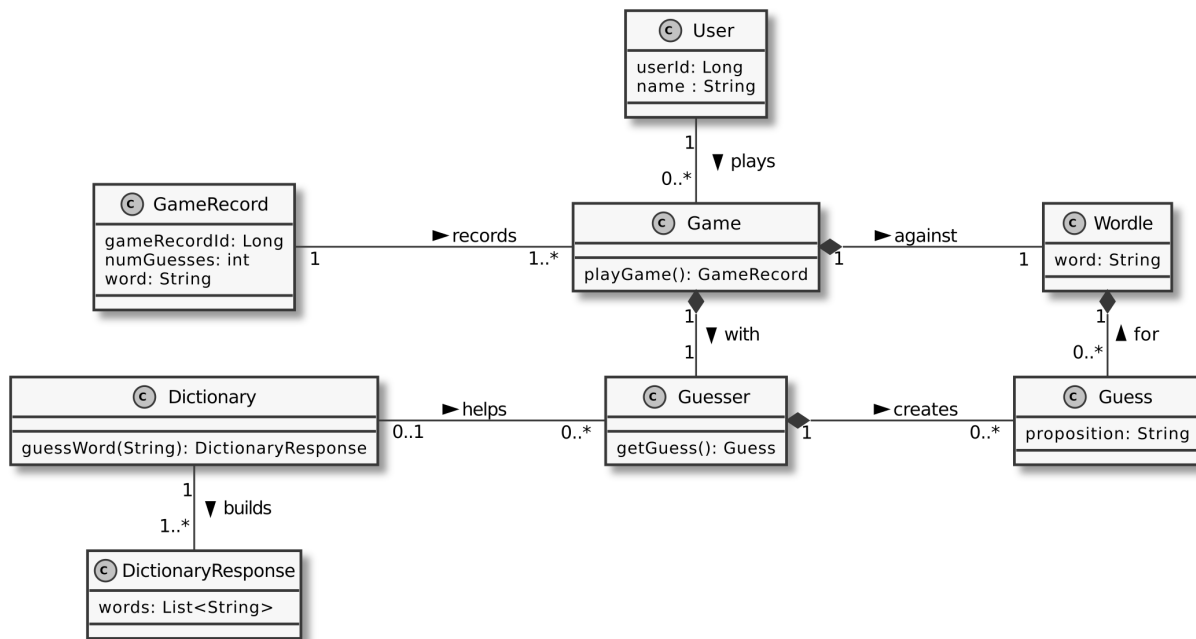 C User
userId: Long
name : String
1
plays
0..*
C GameRecord
gameRecordId: Long
numGuesses: int
word: String
records
1
1..*
C Game
playGame(): GameRecord
against
1
1
C Wordle
word: String
1
with
1
1
for
0..*
C Dictionary
guessWord(String): DictionaryResponse
helps
0..1
0..*
C Guesser
getGuess(): Guess
creates
1
0..*
C Guess
proposition: String
1
builds
1..*
C DictionaryResponse
words: List<String>